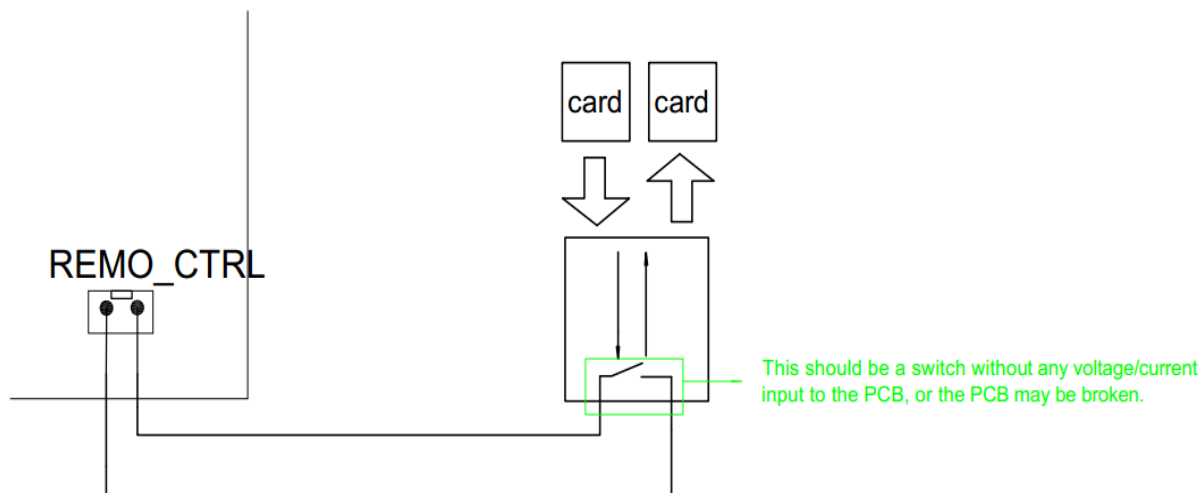 card card
REMO_CTRL
This should be a switch without any voltage/current
input to the PCB, or the PCB may be broken.